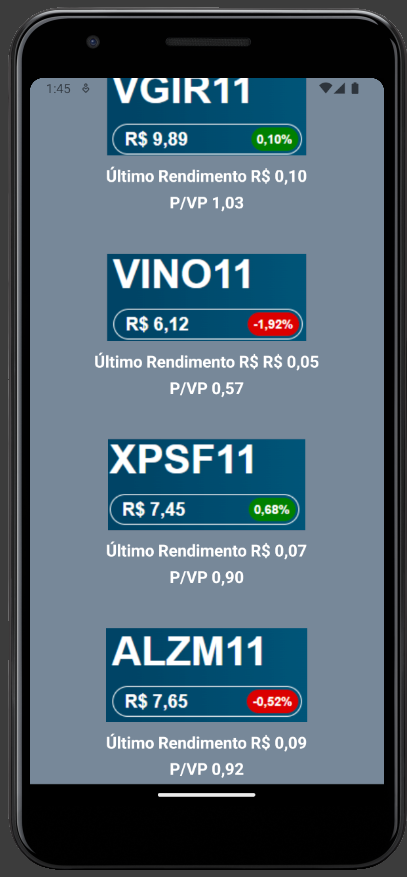 1:45
VGIR11
R$ 9,89 0,10%
Último Rendimento R$ 0,10
P/VP 1,03
VINO11
R$ 6,12 -1,92%
Último Rendimento R$ R$ 0,05
P/VP 0,57
XPSF11
R$ 7,45 0,68%
Último Rendimento R$ 0,07
P/VP 0,90
ALZM11
R$ 7,65 -0,52%
Último Rendimento R$ 0,09
P/VP 0,92